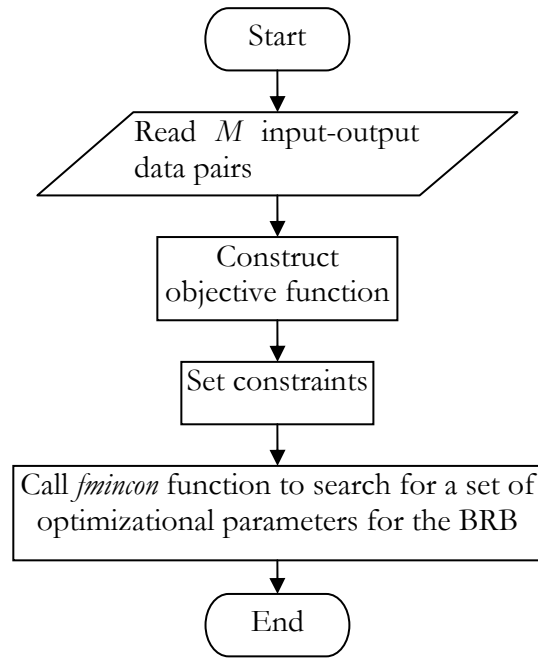 Start
Read M input-output
data pairs
Construct
objective function
Set constraints
Call fmincon function to search for a set of
optimizational parameters for the BRB
End